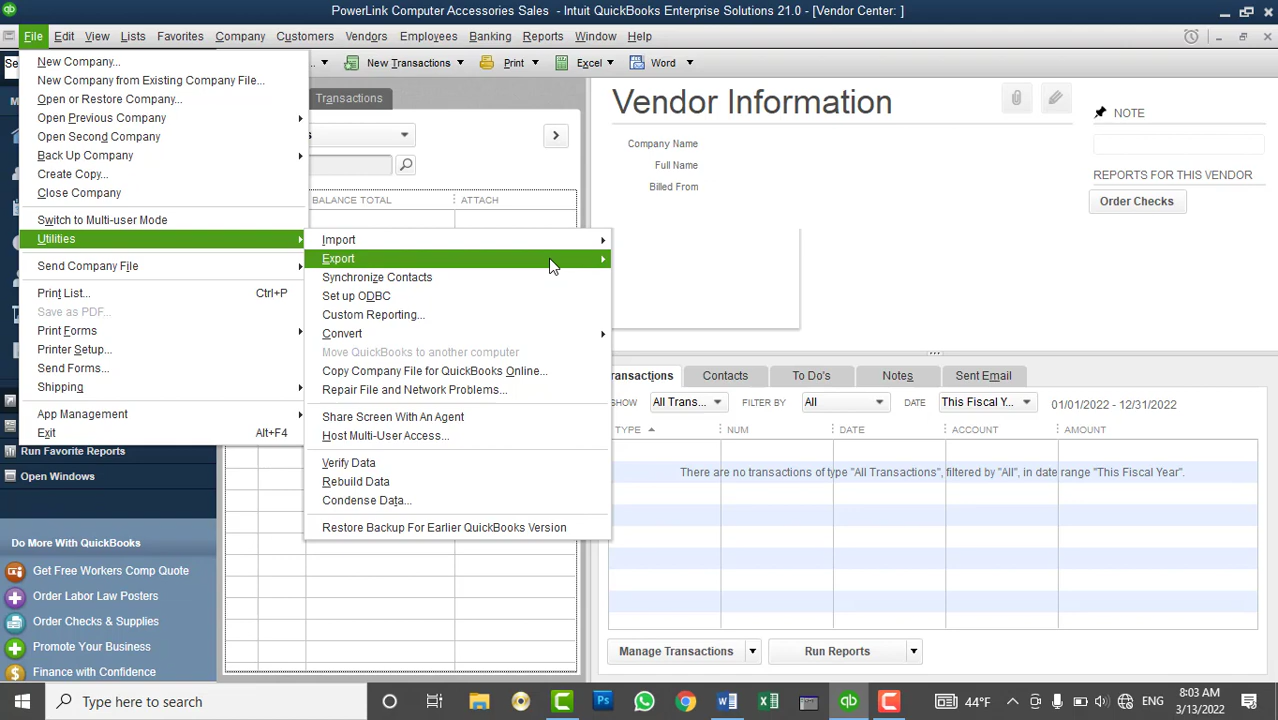 PowerLink Computer Accessories Sales - Intuit QuickBooks Enterprise Solutions 21.0 - [Vendor Center: ]
File Edit View Lists Favorites Company Customers Vendors Employees Banking Reports Window Help
New Transactions Print Excel Word
New Company...
New Company from Existing Company File...
Open or Restore Company...
Open Previous Company
Open Second Company
Back Up Company
Create Copy...
Close Company
Switch to Multi-user Mode
Utilities
Send Company File
Print List... Ctrl+P
Save as PDF...
Print Forms
Printer Setup...
Send Forms...
Shipping
App Management
Exit Alt+F4
Import
Export
Synchronize Contacts
Set up ODBC
Custom Reporting...
Convert
Move QuickBooks to another computer
Copy Company File for QuickBooks Online...
Repair File and Network Problems...
Share Screen With An Agent
Host Multi-User Access...
Verify Data
Rebuild Data
Condense Data...
Restore Backup For Earlier QuickBooks Version
Transactions
BALANCE TOTAL ATTACH
Vendor Information
Company Name
Full Name
Billed From
NOTE
REPORTS FOR THIS VENDOR
Order Checks
Contacts To Do's Notes Sent Email
SHOW All Trans... FILTER BY All DATE This Fiscal Y... 01/01/2022 - 12/31/2022
TYPE NUM DATE ACCOUNT AMOUNT
There are no transactions of type "All Transactions", filtered by "All", in date range "This Fiscal Year".
Manage Transactions Run Reports
Run Favorite Reports
Open Windows
Do More With QuickBooks
Get Free Workers Comp Quote
Order Labor Law Posters
Order Checks & Supplies
Promote Your Business
Finance with Confidence
Type here to search
44°F ENG
8:03 AM
3/13/2022